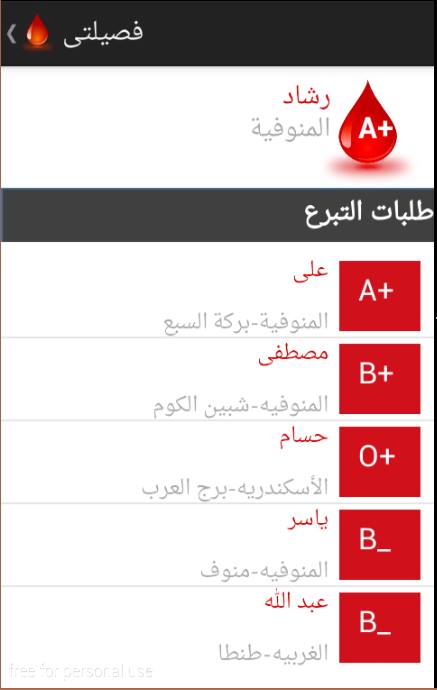 فصيلتى
رشاد
المنوفية
A+
طلبات التبرع
على
A+
المنوفية-بركة السبع
مصطفى
B+
المنوفيه-شبين الكوم
حسام
O+
الأسكندريه-برج العرب
ياسر
B_
المنوفيه-منوف
عبد الله
B_
الغربيه-طنطا
free for personal use